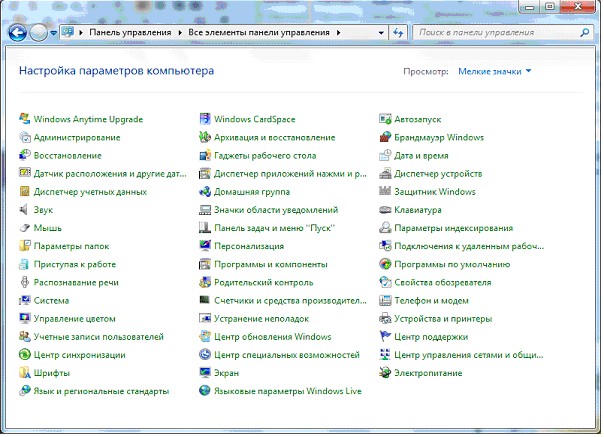 Панель управления Все элементы панели управления Поиск в панели управления
Настройка параметров компьютера Просмотр: Мелкие значки
Windows Anytime Upgrade Windows CardSpace Автозапуск
Администрирование Архивация и восстановление Брандмауэр Windows
Восстановление Гаджеты рабочего стола Дата и время
Датчик расположения и другие дат... Диспетчер приложений нажми и р... Диспетчер устройств
Диспетчер учетных данных Домашняя группа Защитник Windows
Звук Значки области уведомлений Клавиатура
Мышь Панель задач и меню "Пуск" Параметры индексирования
Параметры папок Персонализация Подключения к удаленным рабоч...
Приступая к работе Программы и компоненты Программы по умолчанию
Распознавание речи Родительский контроль Свойства обозревателя
Система Счетчики и средства производител... Телефон и модем
Управление цветом Устранение неполадок Устройства и принтеры
Учетные записи пользователей Центр обновления Windows Центр поддержки
Центр синхронизации Центр специальных возможностей Центр управления сетями и общи...
Шрифты Экран Электропитание
Язык и региональные стандарты Языковые параметры Windows Live